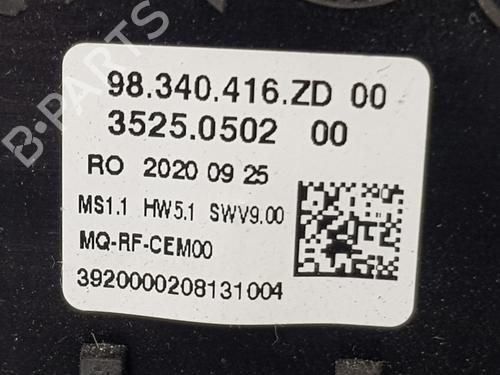 98.340.416.ZD 00
3525.0502 00
RO 2020 09 25
MS1.1 HW5.1 SWV9.00
MQ-RF-CEM00
3920000208131004
B-PARTS